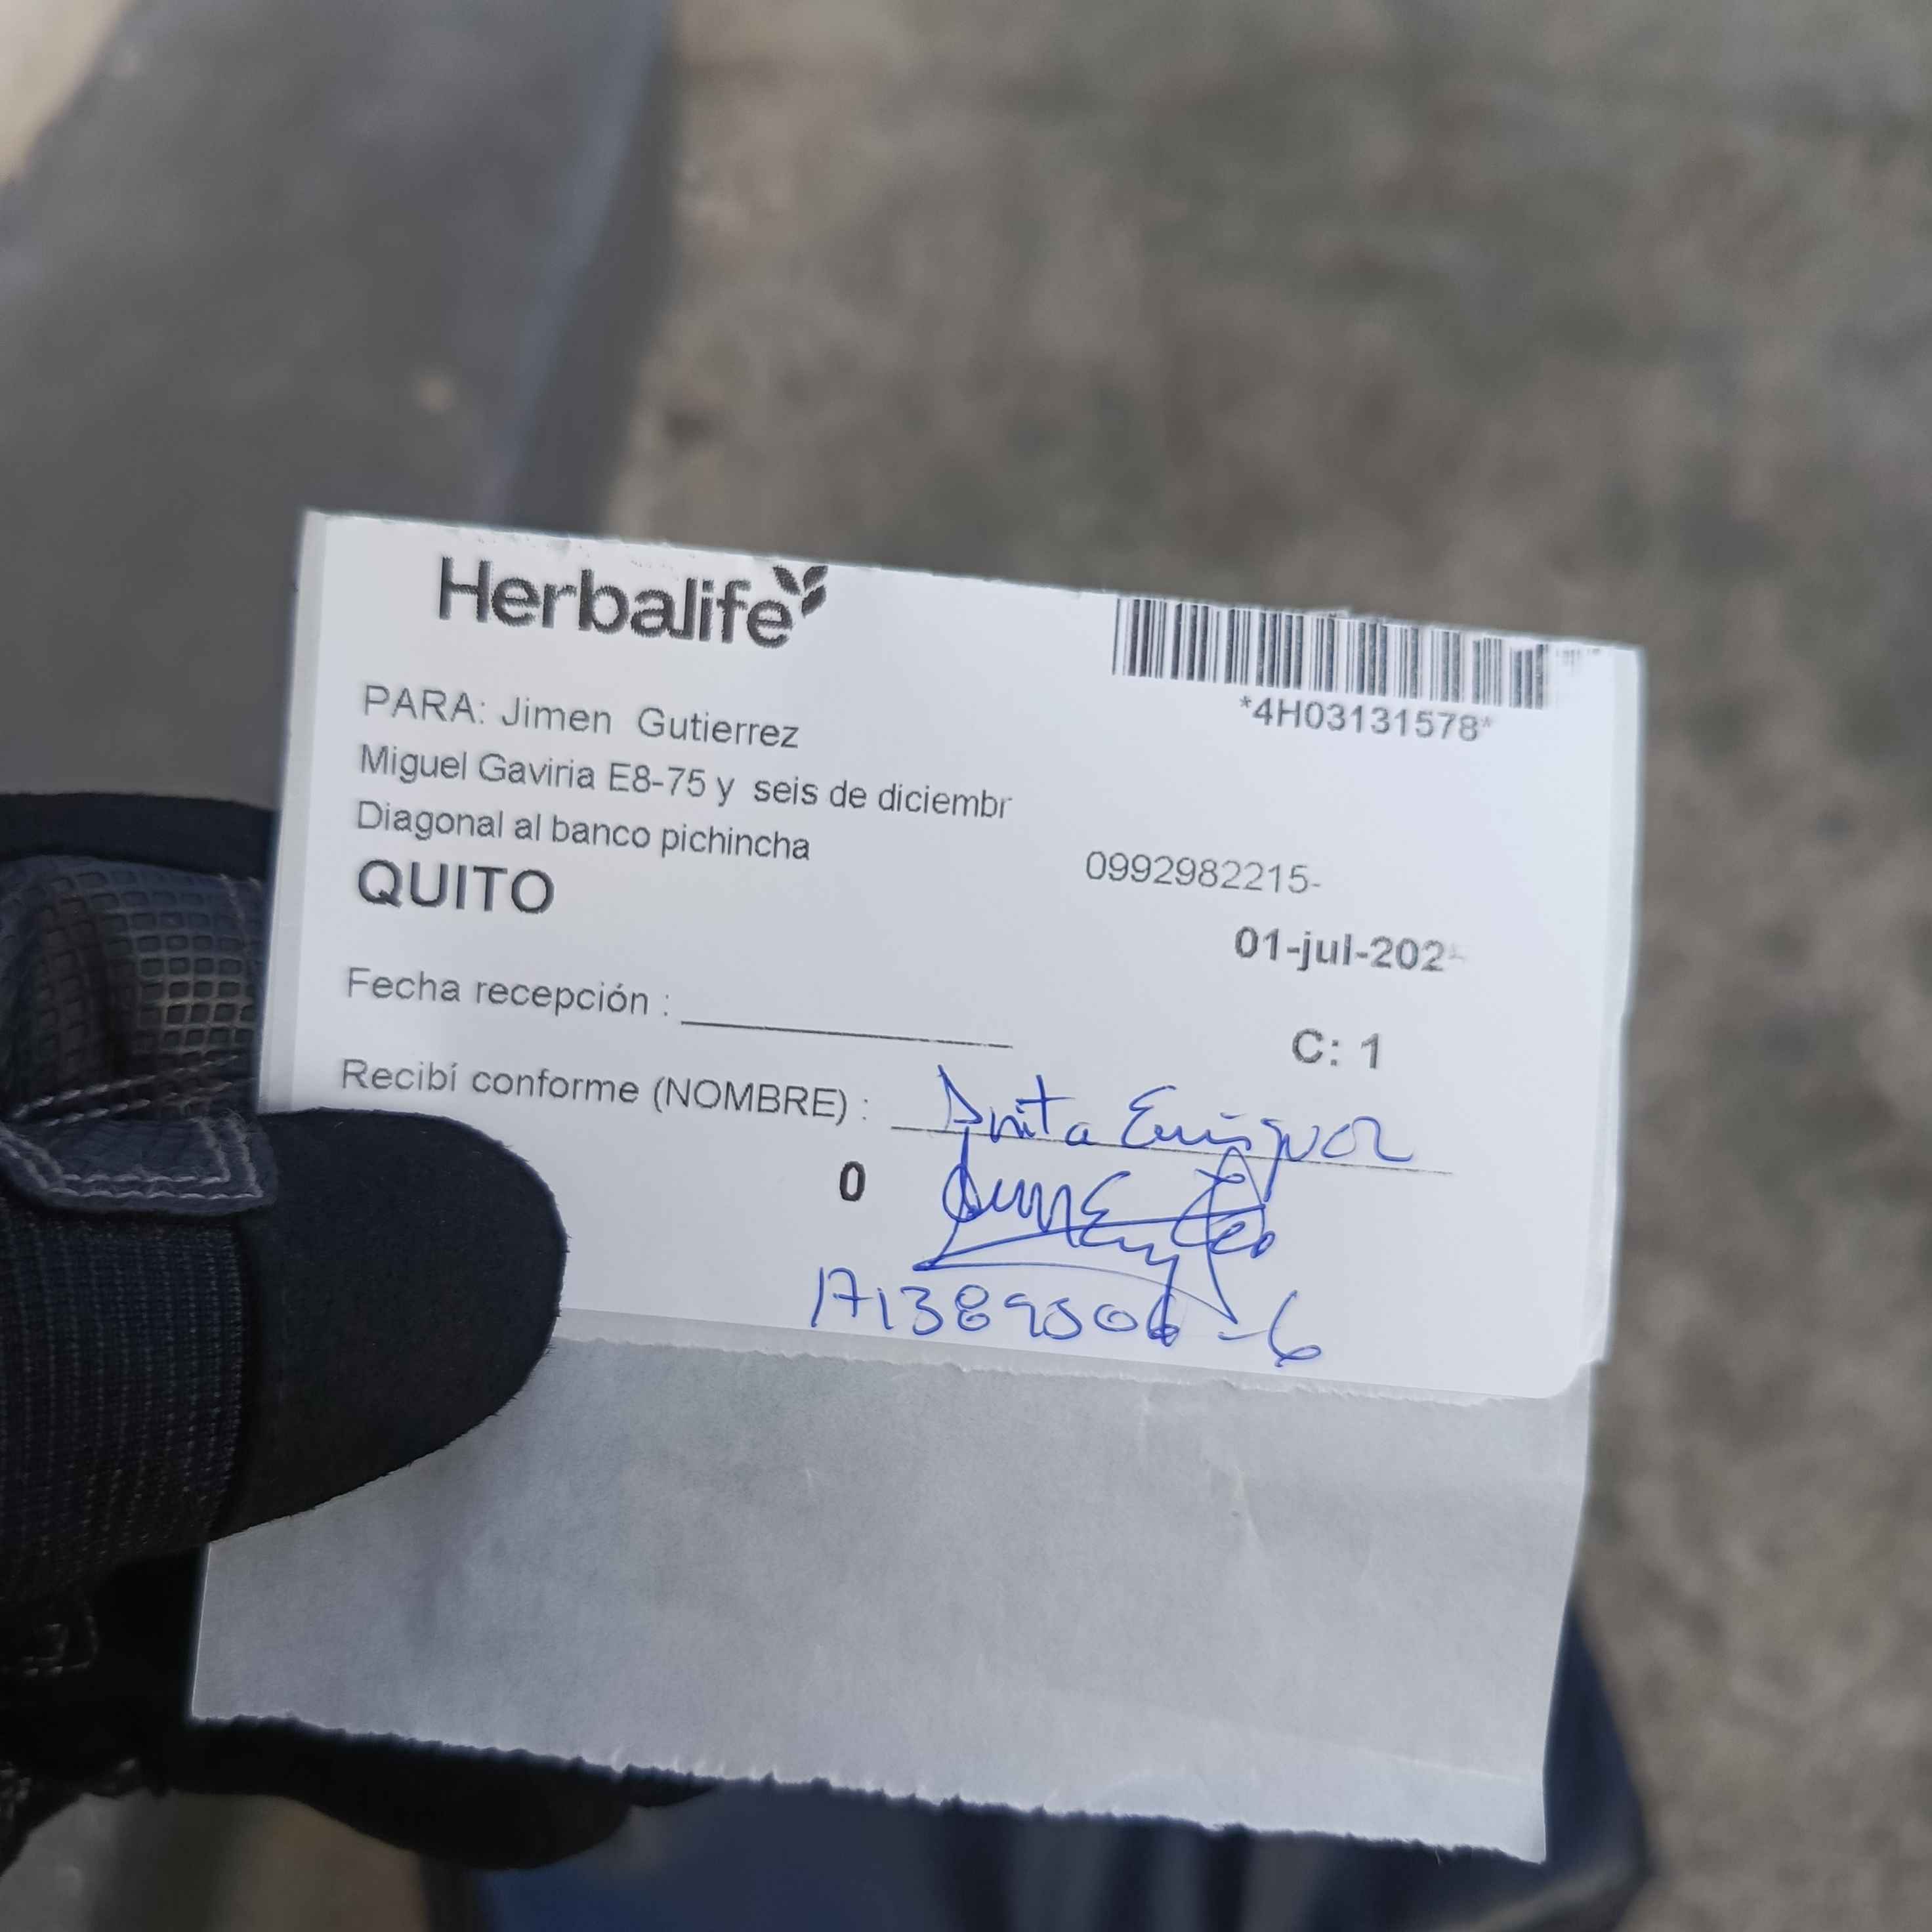 Herbalife
*4H03131578*
PARA: Jimen Gutierrez
Miguel Gaviria E8-75 y seis de diciembr
Diagonal al banco pichincha
0992982215-
QUITO
01-jul-202
Fecha recepción :
C: 1
Recibí conforme (NOMBRE) : Anita
0